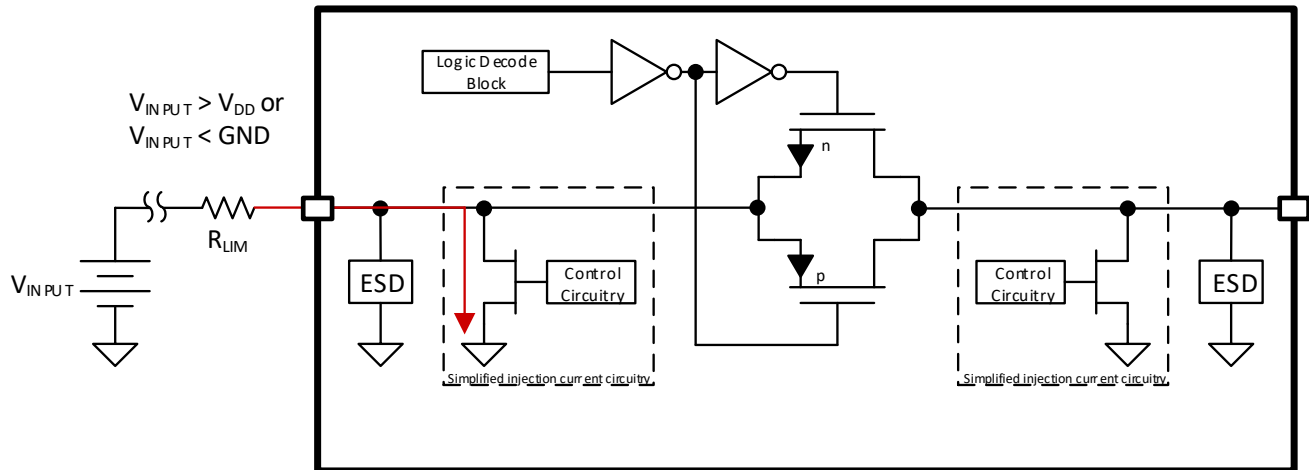 Logic Decode
Block
V_INPUT > V_DD or
V_INPUT < GND
n
R_LIM
p
V_INPUT
ESD
Control
Circuitry
Control
Circuitry
ESD
Simplified injection current circuitry
Simplified injection current circuitry